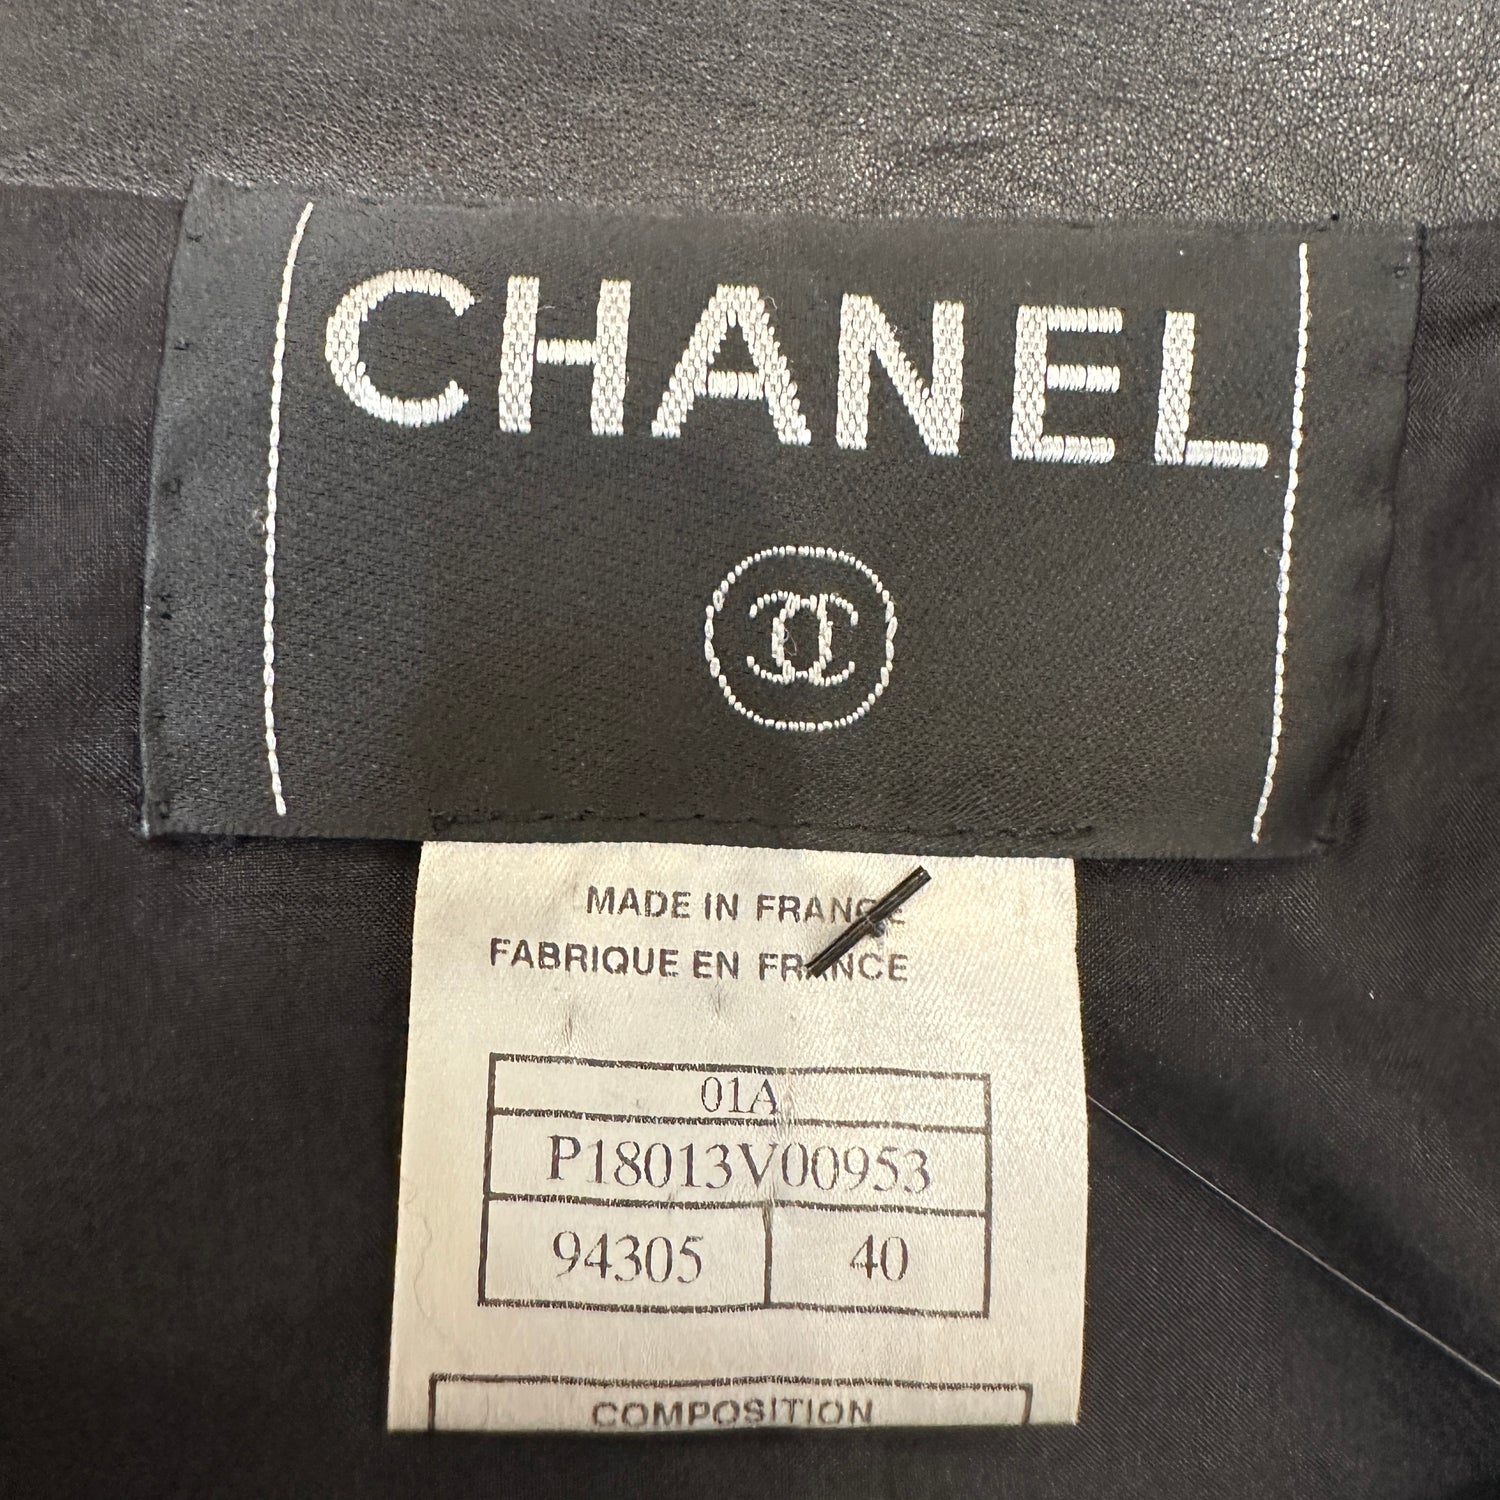 CHANEL
MADE IN FRANCE
FABRIQUE EN FRANCE
01A
P18013V00953
94305 40
COMPOSITION